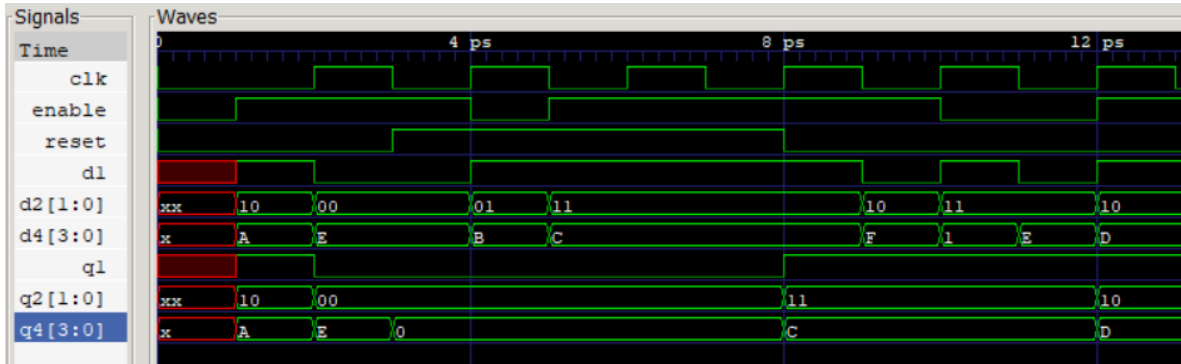 Signals Waves
Time 0 4 ps 8 ps 12 ps
clk
enable
reset
d1
d2[1:0] xx 10 00 01 11 10 11 10
d4[3:0] x A E B C F 1 E D
q1
q2[1:0] xx 10 00 11 10
q4[3:0] x A E 0 C D